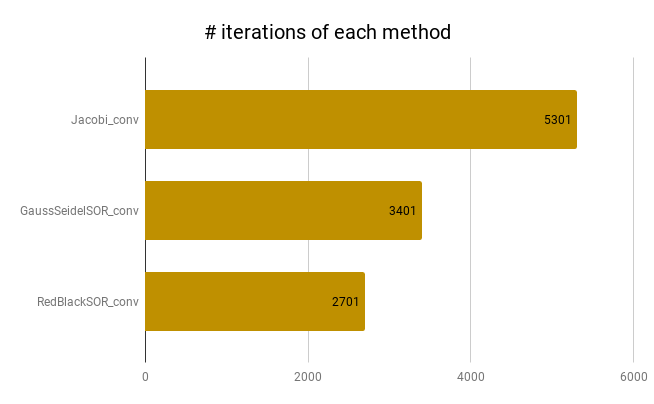 # iterations of each method
Jacobi_conv
5301
GaussSeidelSOR_conv
3401
RedBlackSOR_conv
2701
0
2000
4000
6000